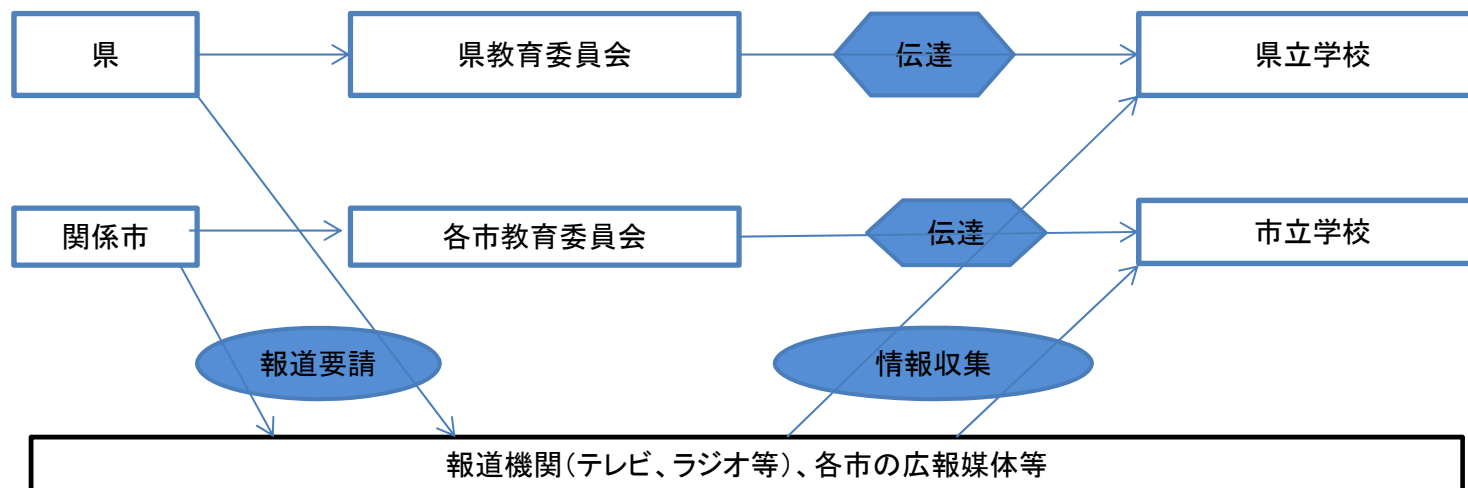 県
県教育委員会
伝達
県立学校
関係市
各市教育委員会
伝達
市立学校
報道要請
情報収集
報道機関(テレビ、ラジオ等)、各市の広報媒体等